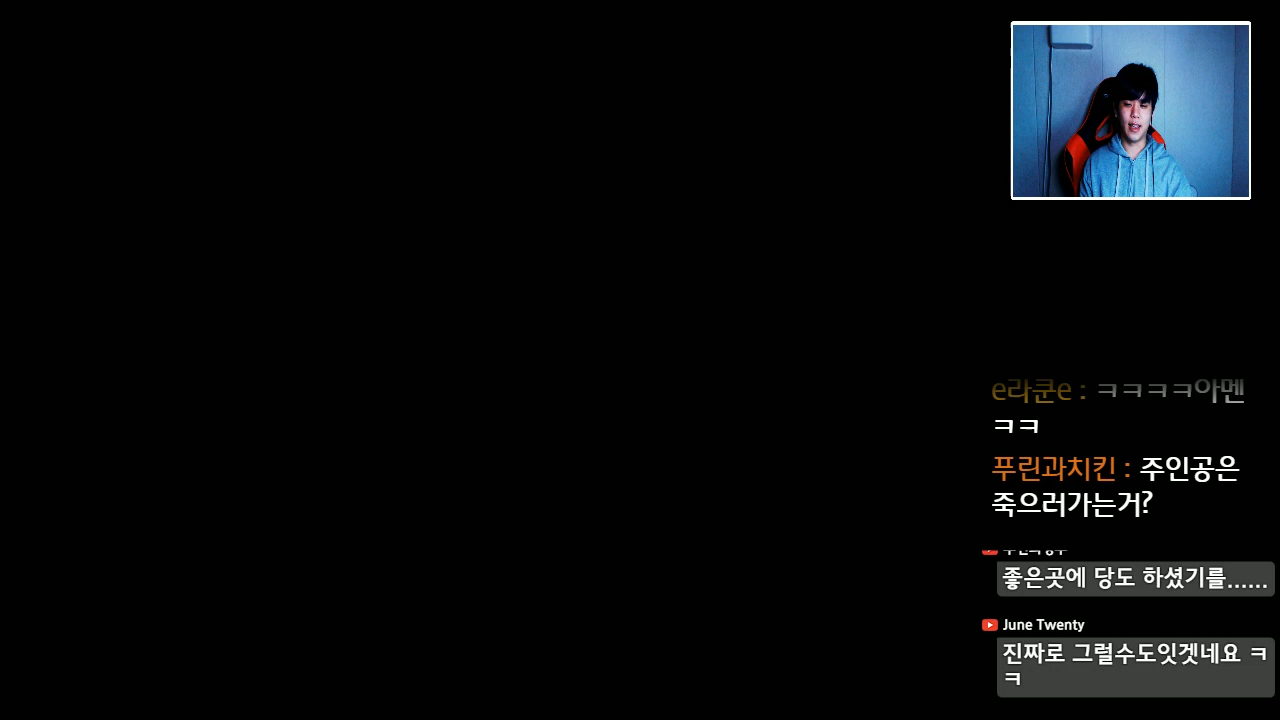 e라쿤e : ㅋㅋㅋㅋ아멘
ㅋㅋ
푸린과치킨 : 주인공은
죽으러가는거?
좋은곳에 당도 하셨기를......
June Twenty
진짜로 그럴수도잇겟네요 ㅋ
ㅋ